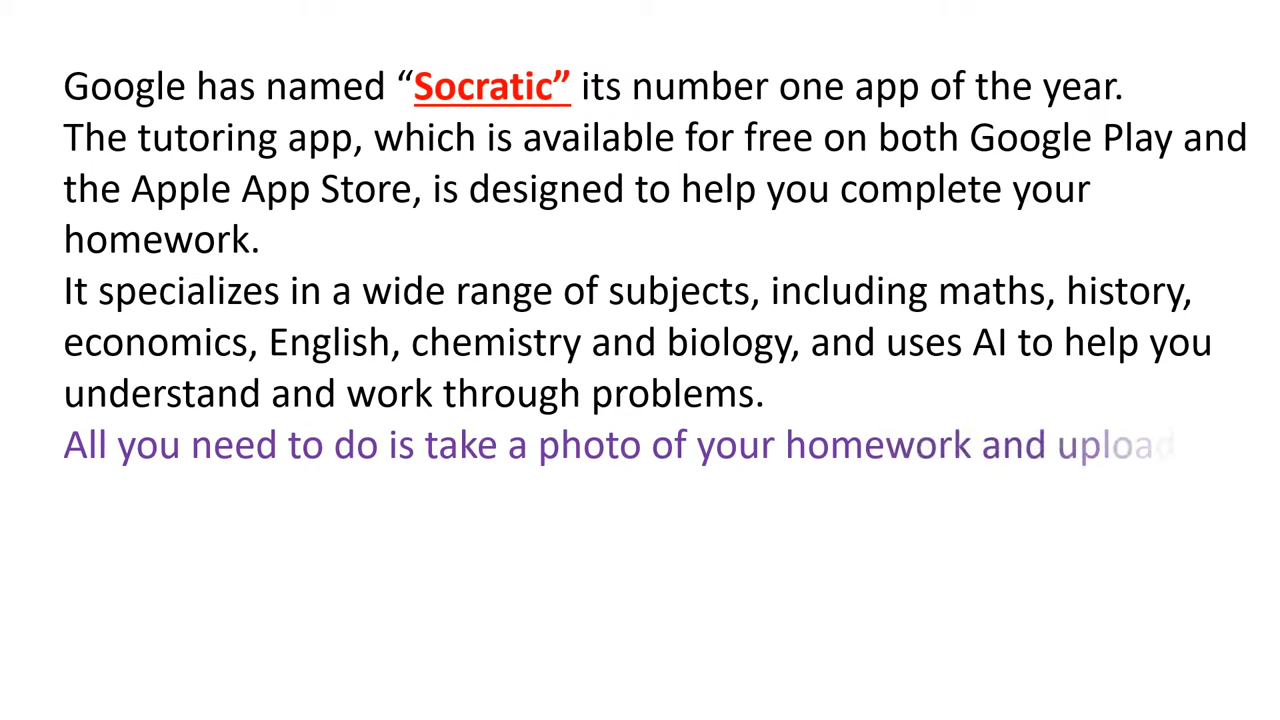 Google has named “Socratic” its number one app of the year.
The tutoring app, which is available for free on both Google Play and
the Apple App Store, is designed to help you complete your
homework.
It specializes in a wide range of subjects, including maths, history,
economics, English, chemistry and biology, and uses AI to help you
understand and work through problems.
All you need to do is take a photo of your homework and upload